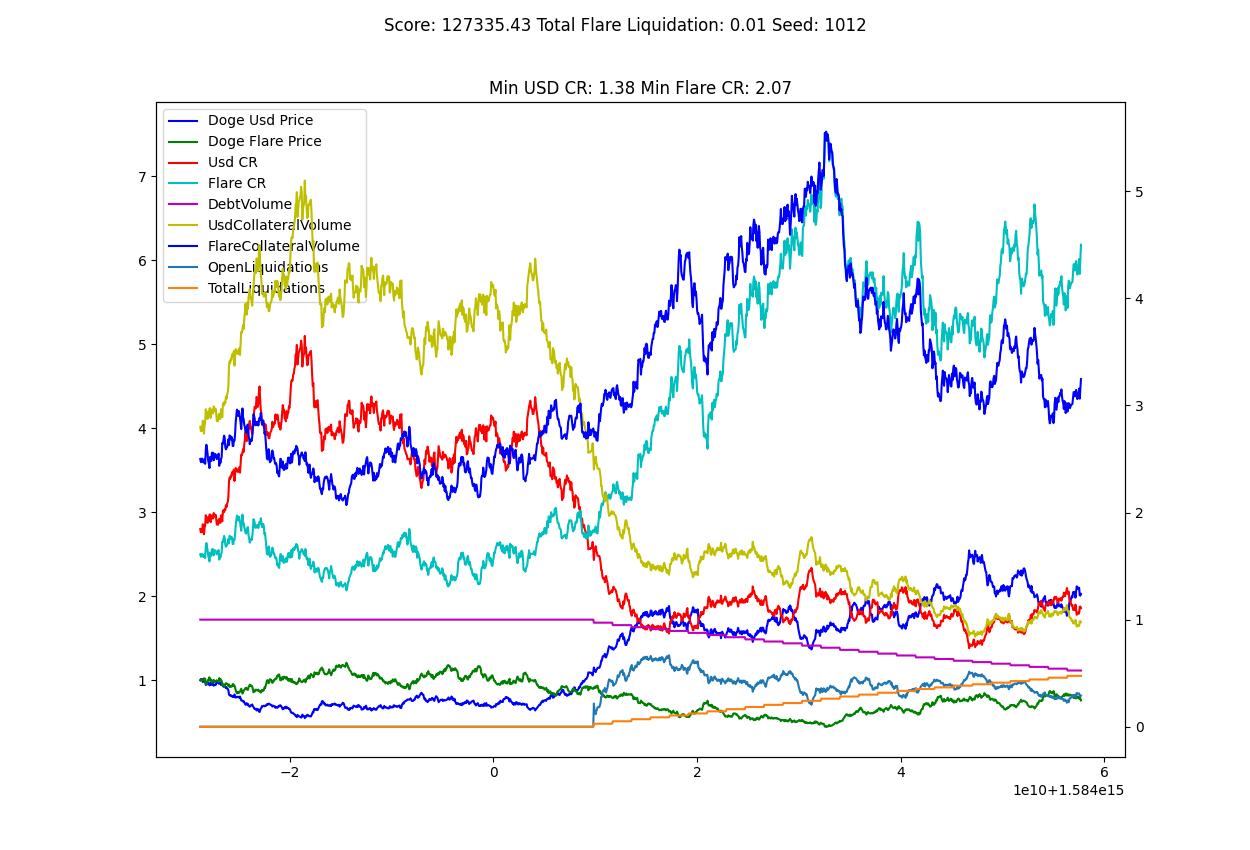 Score: 127335.43 Total Flare Liquidation: 0.01 Seed: 1012
Min USD CR: 1.38 Min Flare CR: 2.07
Doge Usd Price
Doge Flare Price
Usd CR
Flare CR
DebtVolume
UsdCollateralVolume
FlareCollateralVolume
OpenLiquidations
TotalLiquidations
7
6
5
4
3
2
1
5
4
3
2
1
0
−2
0
2
4
6
1e10+1.584e15